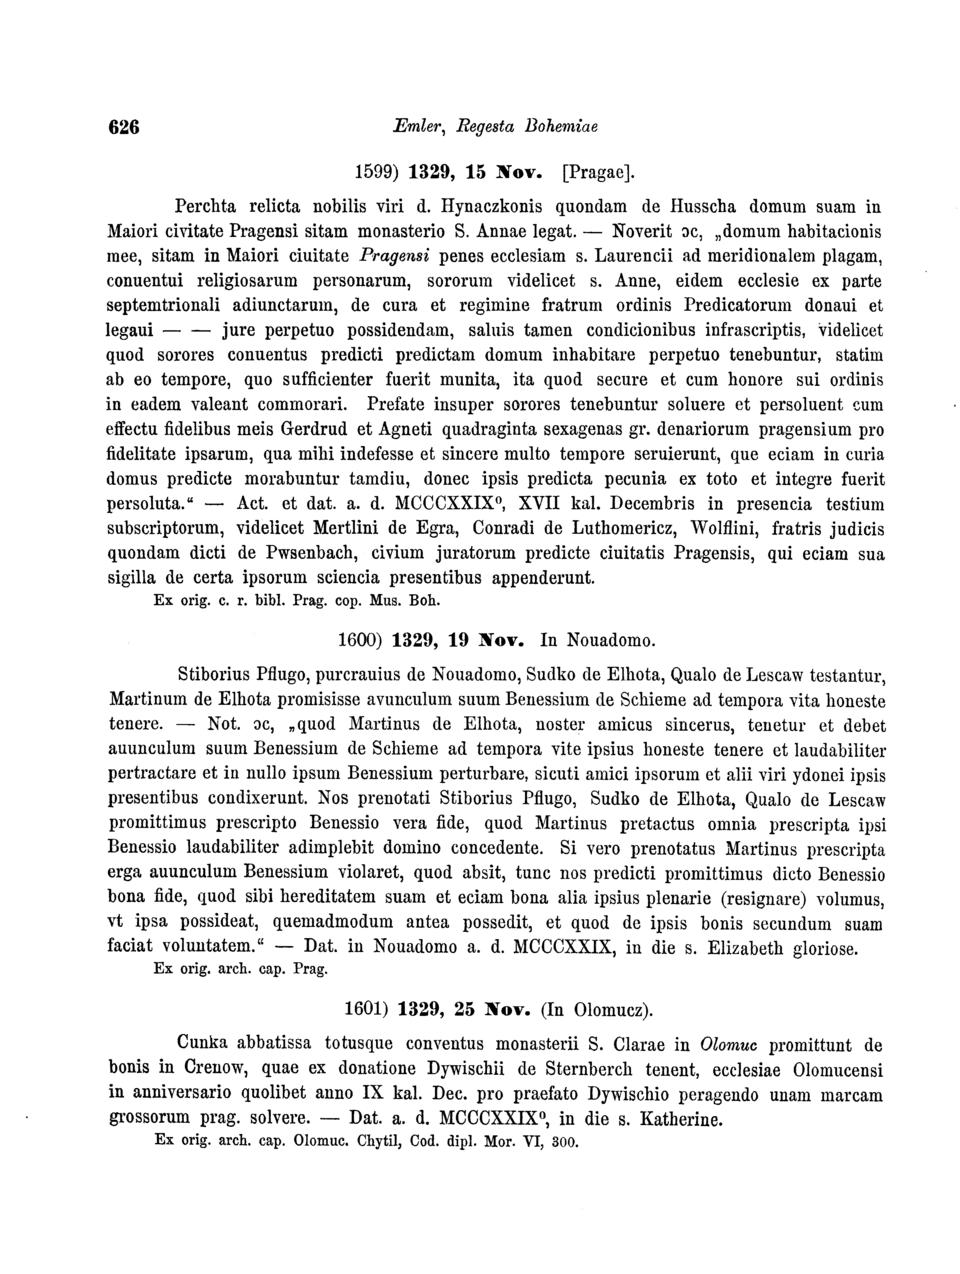 626 Emler, Regesta Bohemiae
1599) 1329, 15 Nov. [Pragae].
Perchta relicta nobilis viri d. Hynaczkonis quondam de Husscha domum suam in
Maiori civitate Pragensi sitam monasterio S. Annae legat. — Noverit ɔc, „domum habitacionis
mee, sitam in Maiori ciuitate Pragensi penes ecclesiam s. Laurencii ad meridionalem plagam,
conuentui religiosarum personarum, sororum videlicet s. Anne, eidem ecclesie ex parte
septemtrionali adiunctarum, de cura et regimine fratrum ordinis Predicatorum donaui et
legaui — — jure perpetuo possidendam, saluis tamen condicionibus infrascriptis, videlicet
quod sorores conuentus predicti predictam domum inhabitare perpetuo tenebuntur, statim
ab eo tempore, quo sufficienter fuerit munita, ita quod secure et cum honore sui ordinis
in eadem valeant commorari. Prefate insuper sorores tenebuntur soluere et persoluent cum
effectu fidelibus meis Gerdrud et Agneti quadraginta sexagenas gr. denariorum pragensium pro
fidelitate ipsarum, qua mihi indefesse et sincere multo tempore seruierunt, que eciam in curia
domus predicte morabuntur tamdiu, donec ipsis predicta pecunia ex toto et integre fuerit
persoluta.“ — Act. et dat. a. d. MCCCXXIX⁰, XVII kal. Decembris in presencia testium
subscriptorum, videlicet Mertlini de Egra, Conradi de Luthomericz, Wolflini, fratris judicis
quondam dicti de Pwsenbach, civium juratorum predicte ciuitatis Pragensis, qui eciam sua
sigilla de certa ipsorum sciencia presentibus appenderunt.
Ex orig. c. r. bibl. Prag. cop. Mus. Boh.
1600) 1329, 19 Nov. In Nouadomo.
Stiborius Pflugo, purcrauius de Nouadomo, Sudko de Elhota, Qualo de Lescaw testantur,
Martinum de Elhota promisisse avunculum suum Benessium de Schieme ad tempora vita honeste
tenere. — Not. ɔc, „quod Martinus de Elhota, noster amicus sincerus, tenetur et debet
auunculum suum Benessium de Schieme ad tempora vite ipsius honeste tenere et laudabiliter
pertractare et in nullo ipsum Benessium perturbare, sicuti amici ipsorum et alii viri ydonei ipsis
presentibus condixerunt. Nos prenotati Stiborius Pflugo, Sudko de Elhota, Qualo de Lescaw
promittimus prescripto Benessio vera fide, quod Martinus pretactus omnia prescripta ipsi
Benessio laudabiliter adimplebit domino concedente. Si vero prenotatus Martinus prescripta
erga auunculum Benessium violaret, quod absit, tunc nos predicti promittimus dicto Benessio
bona fide, quod sibi hereditatem suam et eciam bona alia ipsius plenarie (resignare) volumus,
vt ipsa possideat, quemadmodum antea possedit, et quod de ipsis bonis secundum suam
faciat voluntatem.“ — Dat. in Nouadomo a. d. MCCCXXIX, in die s. Elizabeth gloriose.
Ex orig. arch. cap. Prag.
1601) 1329, 25 Nov. (In Olomucz).
Cunka abbatissa totusque conventus monasterii S. Clarae in Olomuc promittunt de
bonis in Crenow, quae ex donatione Dywischii de Sternberch tenent, ecclesiae Olomucensi
in anniversario quolibet anno IX kal. Dec. pro praefato Dywischio peragendo unam marcam
grossorum prag. solvere. — Dat. a. d. MCCCXXIX⁰, in die s. Katherine.
Ex orig. arch. cap. Olomuc. Chytil, Cod. dipl. Mor. VI, 300.